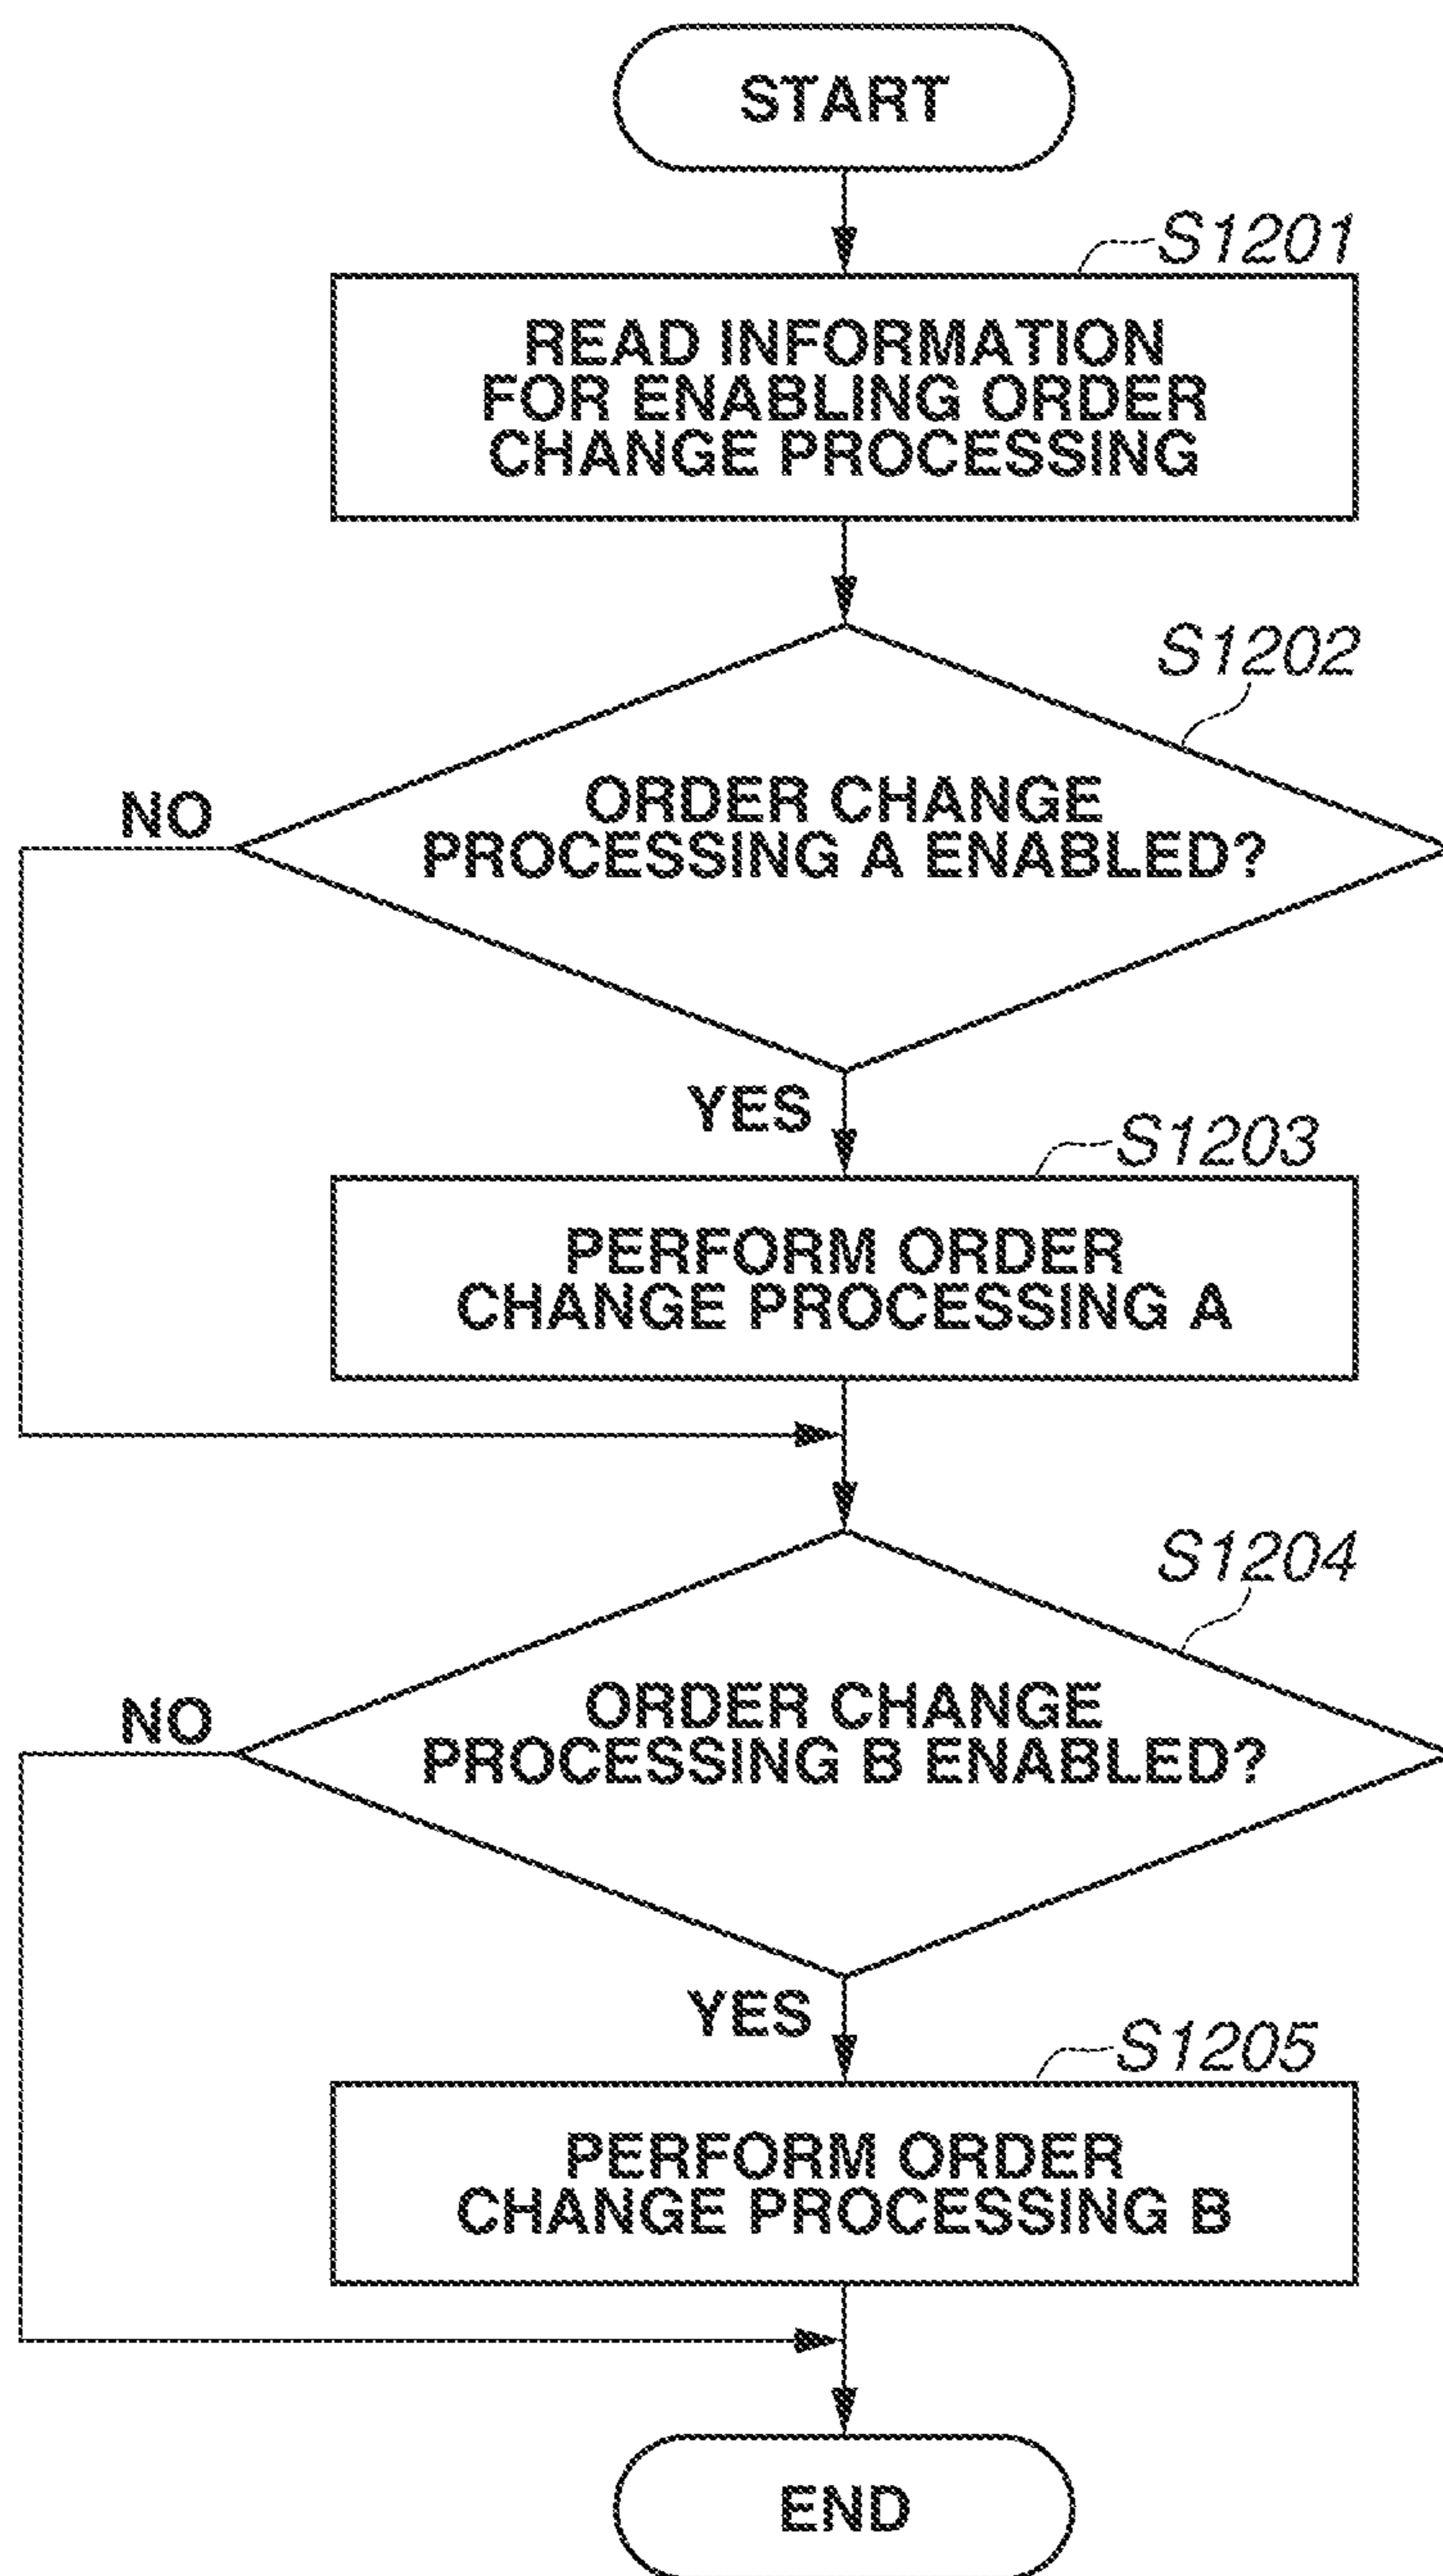 START
S1201
READ INFORMATION
FOR ENABLING ORDER
CHANGE PROCESSING
S1202
ORDER CHANGE
PROCESSING A ENABLED?
NO
YES
S1203
PERFORM ORDER
CHANGE PROCESSING A
S1204
ORDER CHANGE
PROCESSING B ENABLED?
NO
YES
S1205
PERFORM ORDER
CHANGE PROCESSING B
END